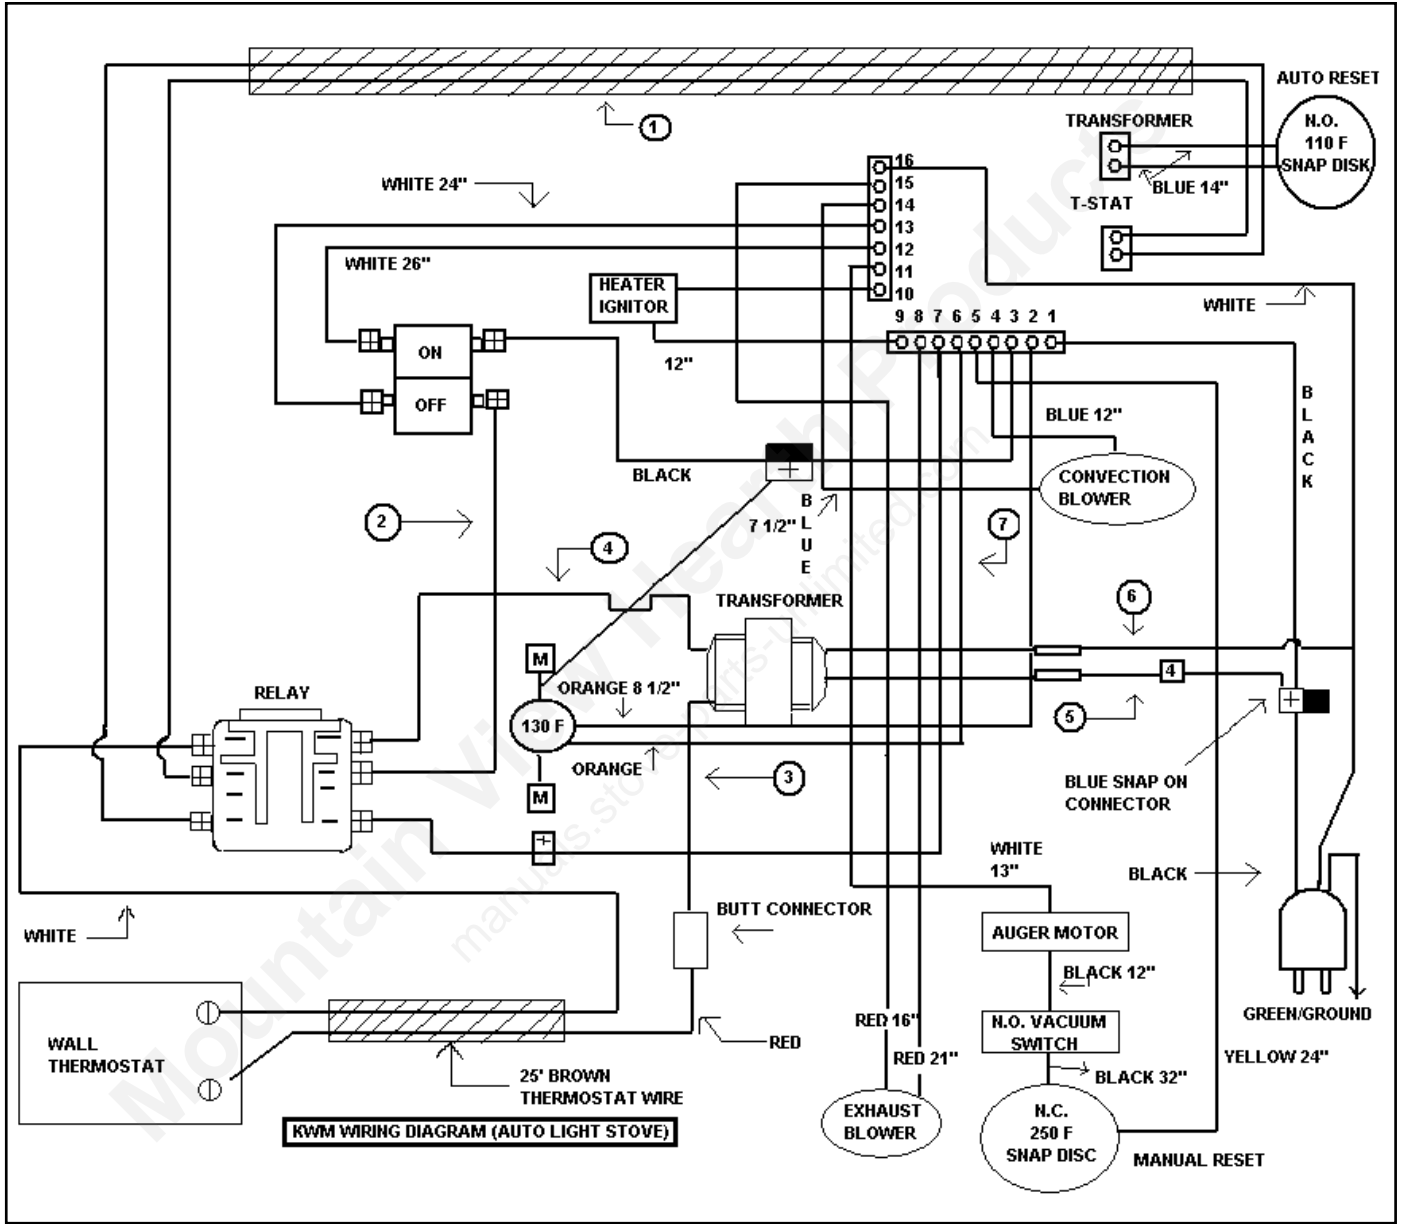 AUTO RESET
1
TRANSFORMER
N.O.
110 F
SNAP DISK
16
15
14
13
12
11
10
WHITE 24"
BLUE 14"
T-STAT
WHITE 26"
HEATER
IGNITOR
WHITE
9 8 7 6 5 4 3 2 1
ON
12"
OFF
BLACK
BLUE 12"
BLACK
CONVECTION
BLOWER
2
7 1/2"
BLUE
7
4
TRANSFORMER
6
M
4
RELAY
ORANGE 8 1/2"
5
130 F
ORANGE
3
BLUE SNAP ON
CONNECTOR
M
WHITE
13"
BLACK
BUTT CONNECTOR
WHITE
AUGER MOTOR
BLACK 12"
GREEN/GROUND
RED 16"
N.O. VACUUM
SWITCH
WALL
THERMOSTAT
RED
RED 21"
YELLOW 24"
25' BROWN
THERMOSTAT WIRE
BLACK 32"
EXHAUST
BLOWER
N.C.
250 F
SNAP DISC
KWM WIRING DIAGRAM (AUTO LIGHT STOVE)
MANUAL RESET
Mountain View Hearth Products
manuals.stove-parts-unlimited.com